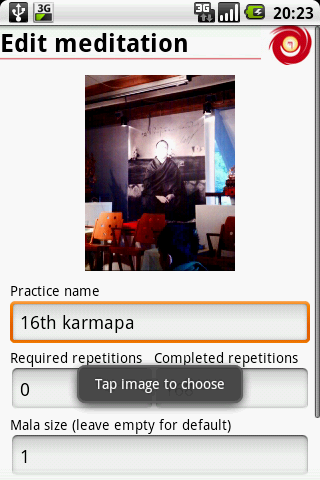 3G
3G
20:23
Edit meditation
Practice name
16th karmapa
Required repetitions Completed repetitions
0
Tap image to choose
Mala size (leave empty for default)
1